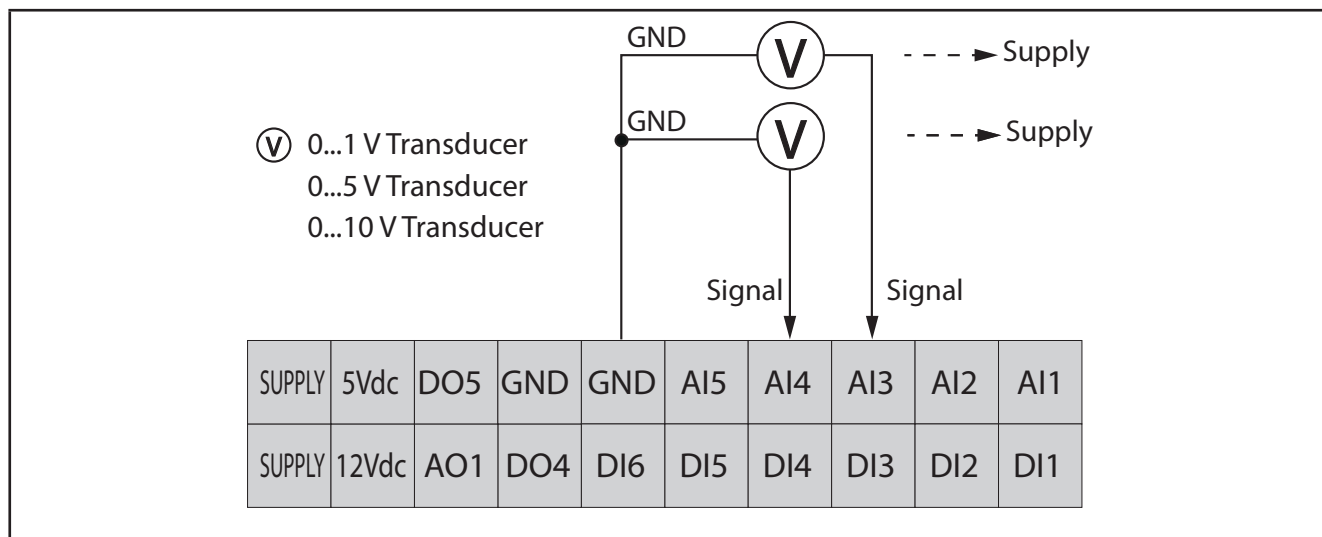 GND
V
Supply
GND
V
Supply
V 0...1 V Transducer
0...5 V Transducer
0...10 V Transducer
Signal
Signal
SUPPLY 5Vdc DO5 GND GND AI5 AI4 AI3 AI2 AI1
SUPPLY 12Vdc AO1 DO4 DI6 DI5 DI4 DI3 DI2 DI1